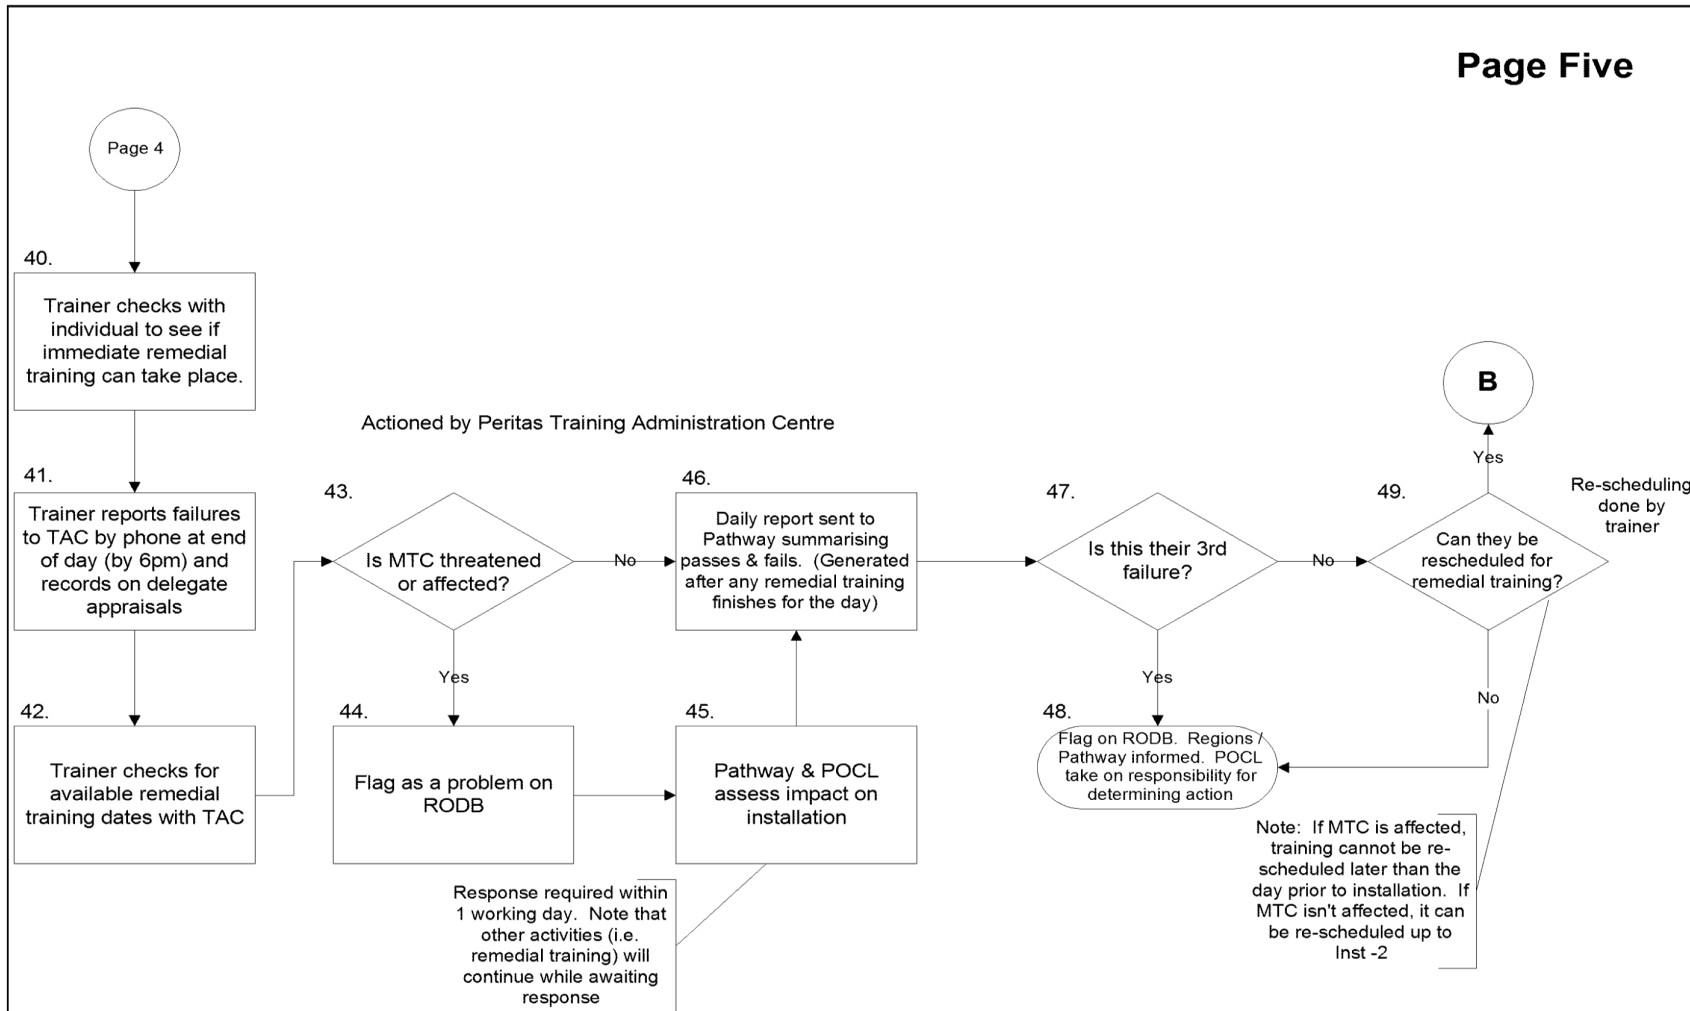 Page Five
Page 4
40.
Trainer checks with
individual to see if
immediate remedial
training can take place.
41.
Trainer reports failures
to TAC by phone at end
of day (by 6pm) and
records on delegate
appraisals
42.
Trainer checks for
available remedial
training dates with TAC
Actioned by Peritas Training Administration Centre
43.
Is MTC threatened
or affected?
No
Yes
44.
Flag as a problem on
RODB
45.
Pathway & POCL
assess impact on
installation
Response required within
1 working day.  Note that
other activities (i.e.
remedial training) will
continue while awaiting
response
46.
Daily report sent to
Pathway summarising
passes & fails.  (Generated
after any remedial training
finishes for the day)
47.
Is this their 3rd
failure?
No
Yes
48.
Flag on RODB.  Regions /
Pathway informed.  POCL
take on responsibility for
determining action
49.
Can they be
rescheduled for
remedial training?
Yes
B
Re-scheduling
done by
trainer
No
Note:  If MTC is affected,
training cannot be re-
scheduled later than the
day prior to installation.  If
MTC isn't affected, it can
be re-scheduled up to
Inst -2